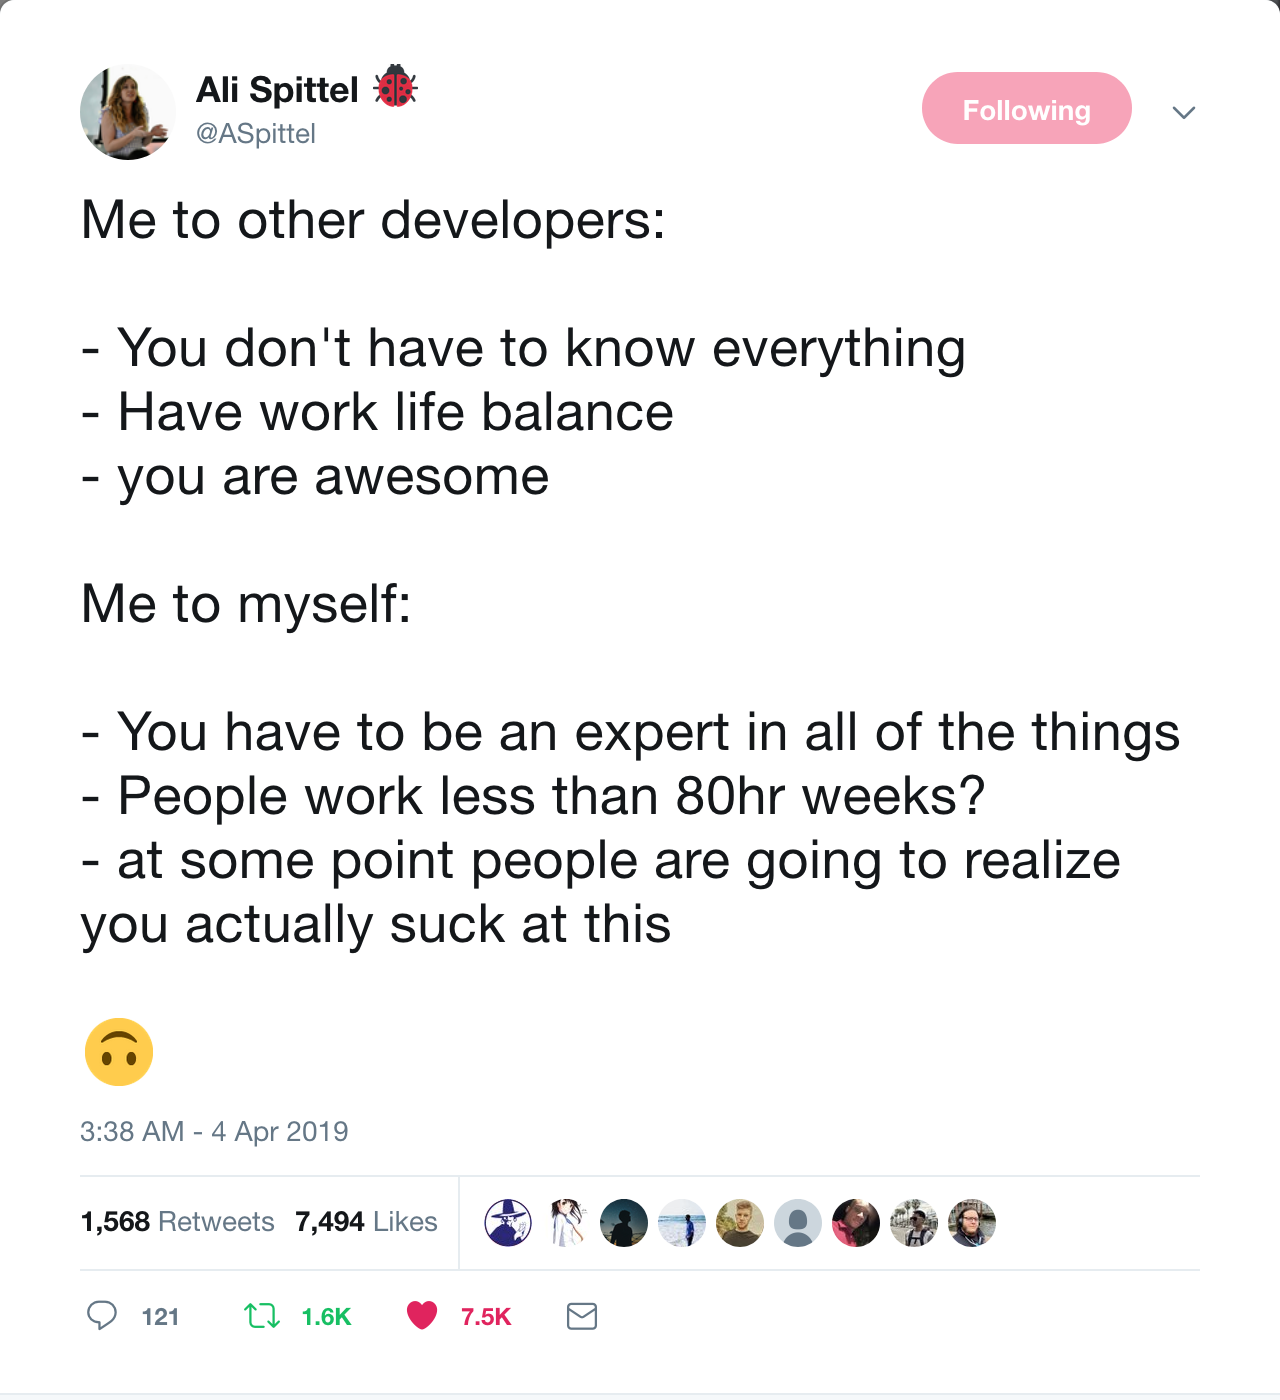 Ali Spittel 🐞
@ASpittel
Following
Me to other developers:
- You don't have to know everything
- Have work life balance
- you are awesome
Me to myself:
- You have to be an expert in all of the things
- People work less than 80hr weeks?
- at some point people are going to realize
you actually suck at this
🙃
3:38 AM - 4 Apr 2019
1,568 Retweets 7,494 Likes
121 1.6K 7.5K